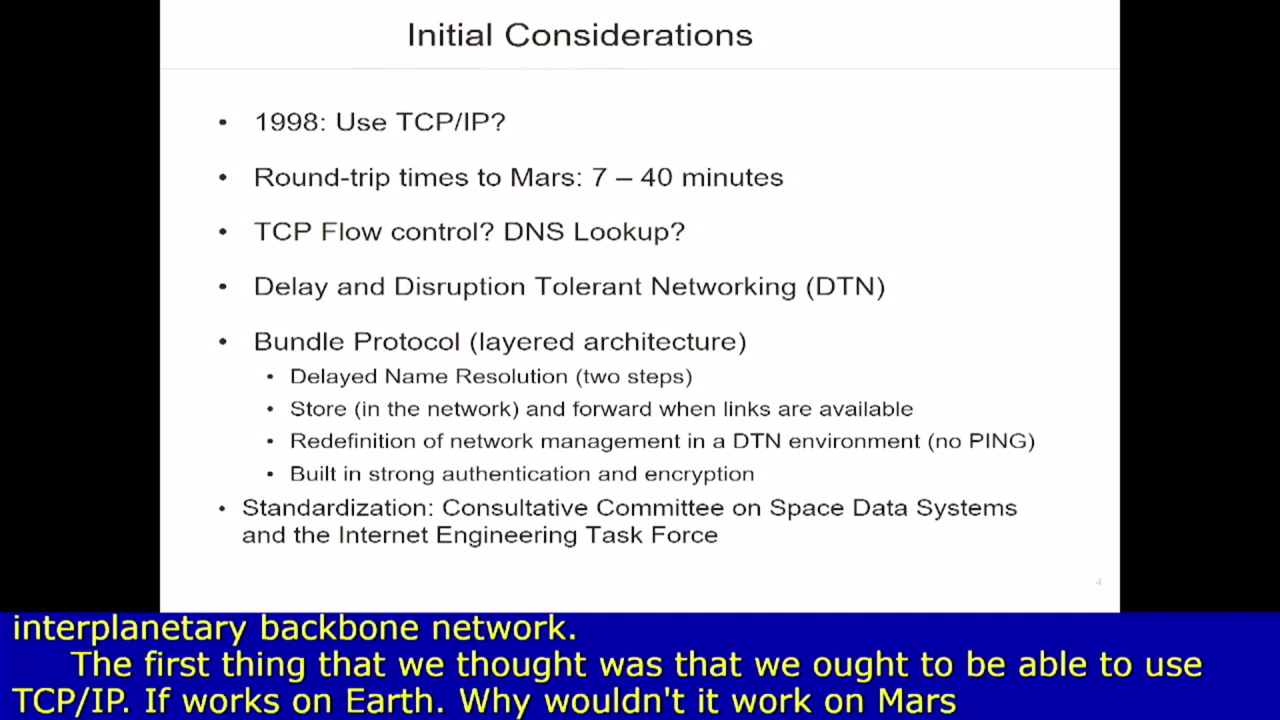 Initial Considerations
• 1998: Use TCP/IP?
• Round-trip times to Mars: 7 – 40 minutes
• TCP Flow control? DNS Lookup?
• Delay and Disruption Tolerant Networking (DTN)
• Bundle Protocol (layered architecture)
• Delayed Name Resolution (two steps)
• Store (in the network) and forward when links are available
• Redefinition of network management in a DTN environment (no PING)
• Built in strong authentication and encryption
• Standardization: Consultative Committee on Space Data Systems
and the Internet Engineering Task Force
4
interplanetary backbone network.
The first thing that we thought was that we ought to be able to use
TCP/IP. If works on Earth. Why wouldn't it work on Mars